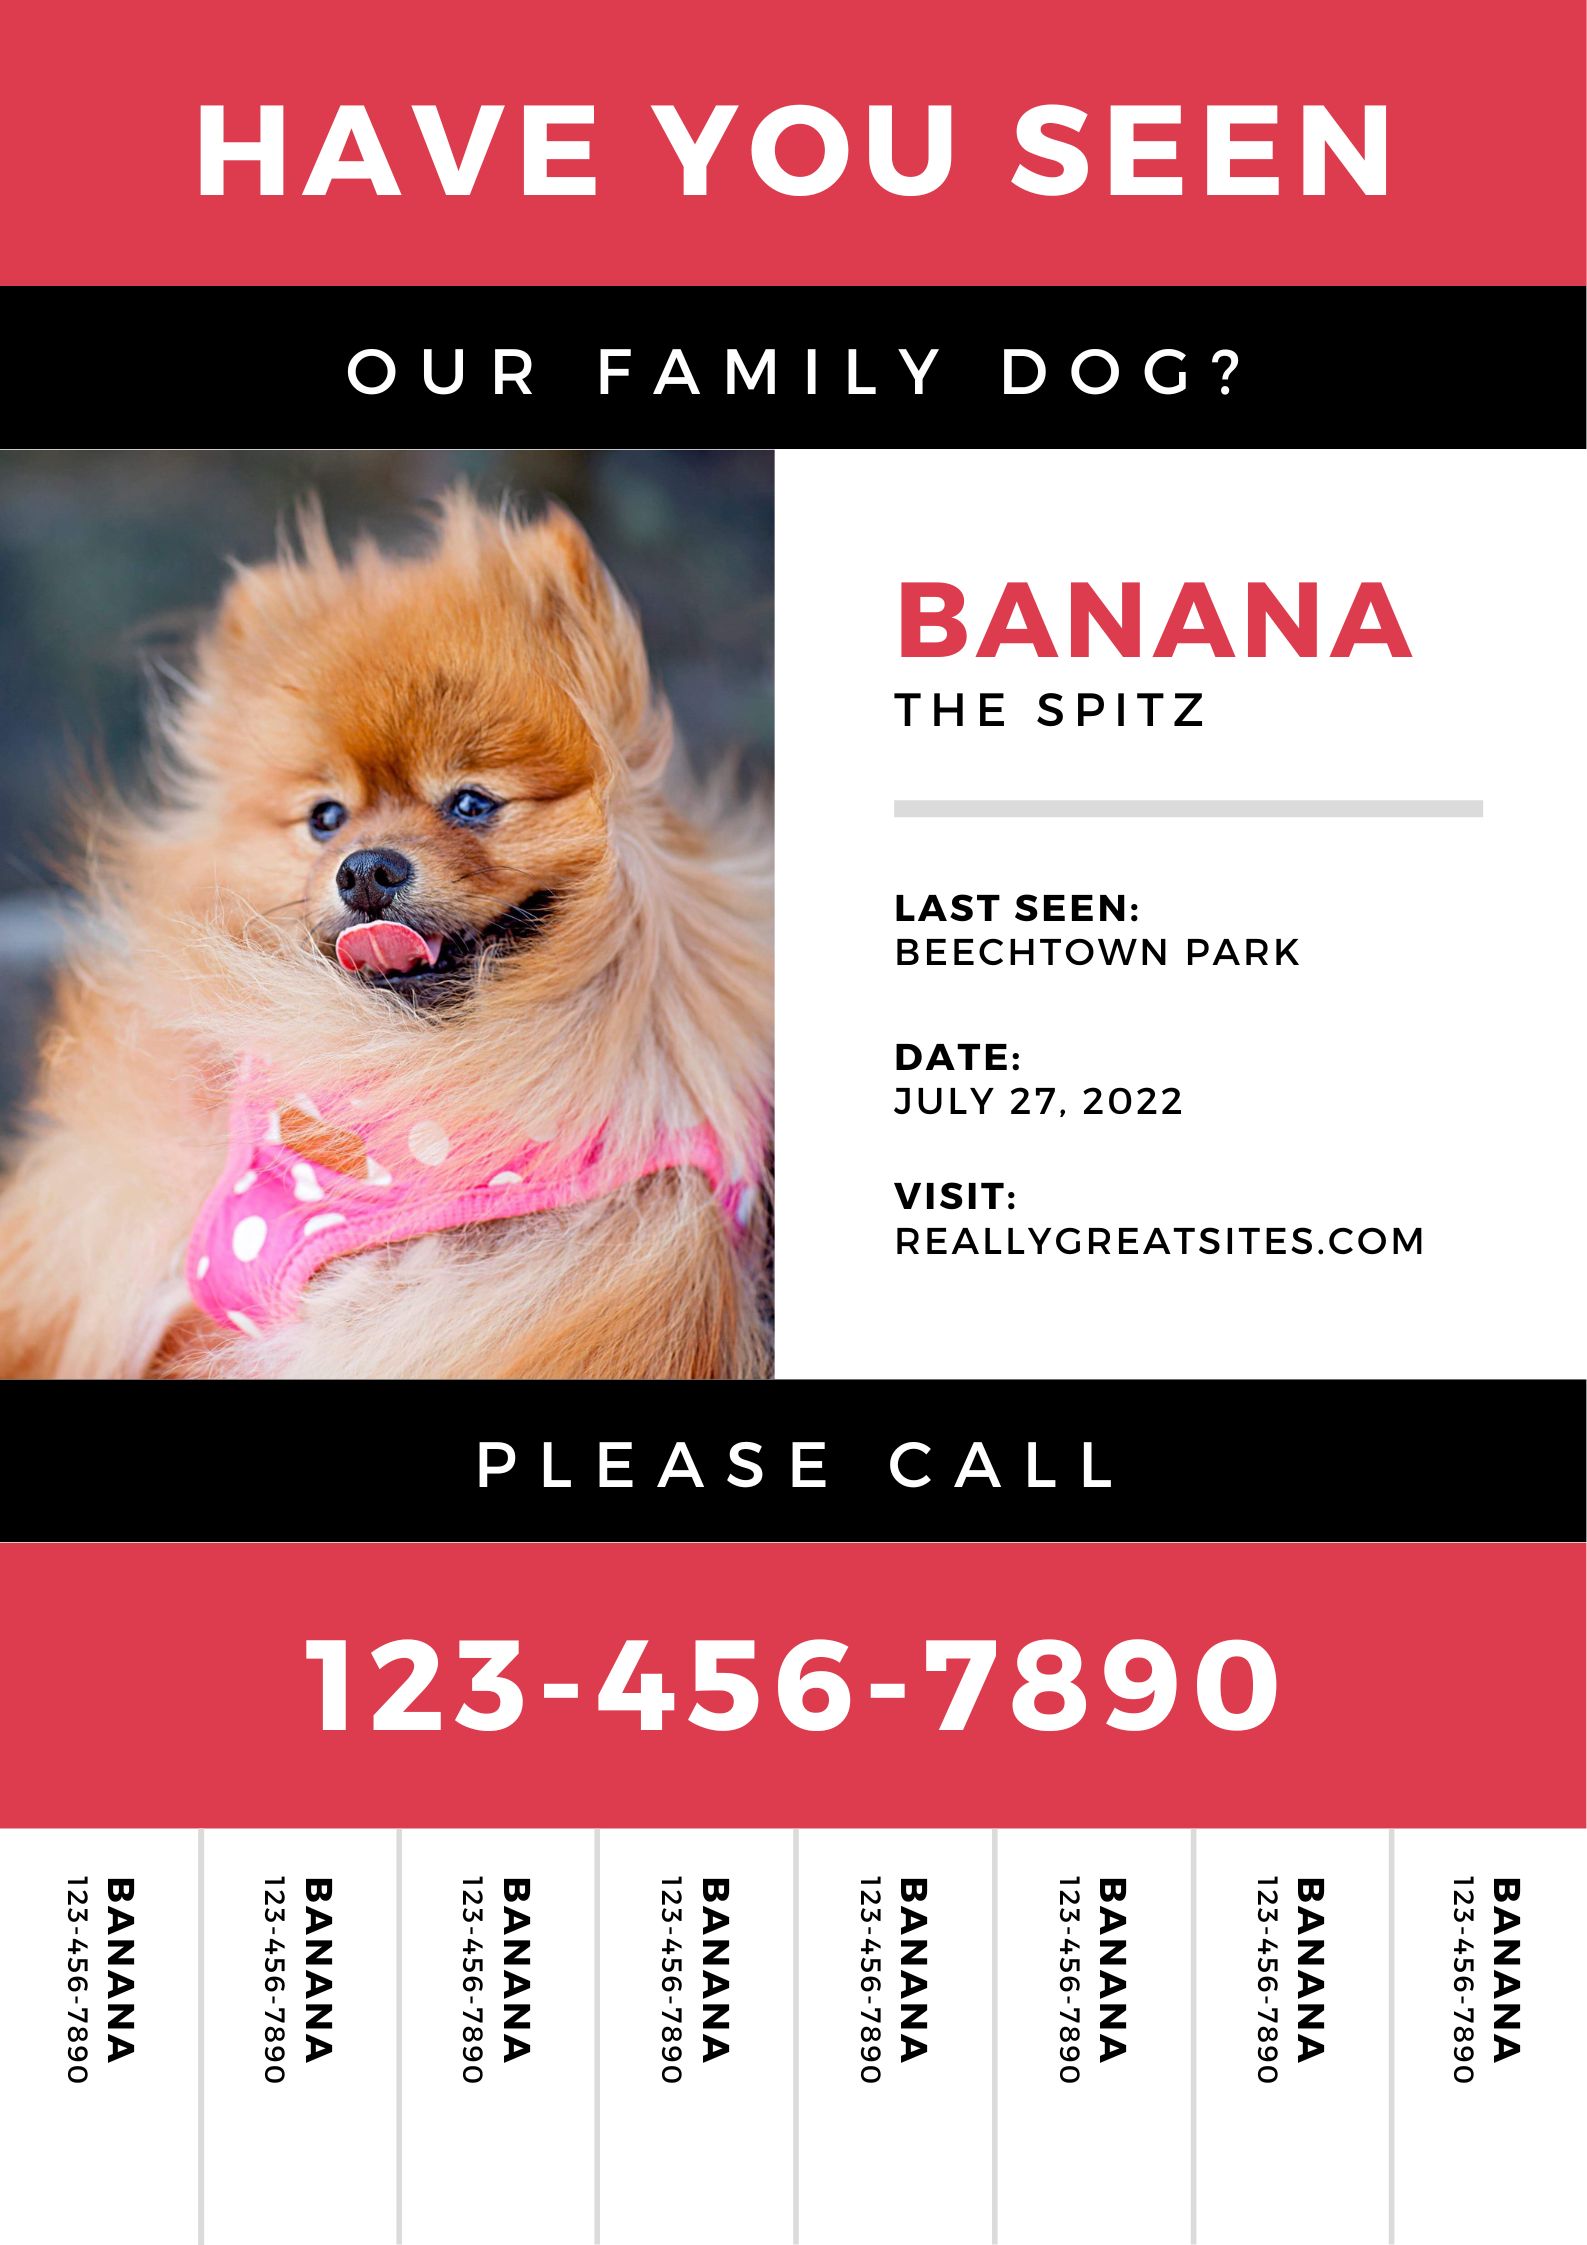 HAVE YOU SEEN
OUR FAMILY DOG?
BANANA
THE SPITZ
LAST SEEN:
BEECHTOWN PARK
DATE:
JULY 27, 2022
VISIT:
REALLYGREATSITES.COM
PLEASE CALL
123-456-7890
BANANA
123-456-7890
BANANA
123-456-7890
BANANA
123-456-7890
BANANA
123-456-7890
BANANA
123-456-7890
BANANA
123-456-7890
BANANA
123-456-7890
BANANA
123-456-7890